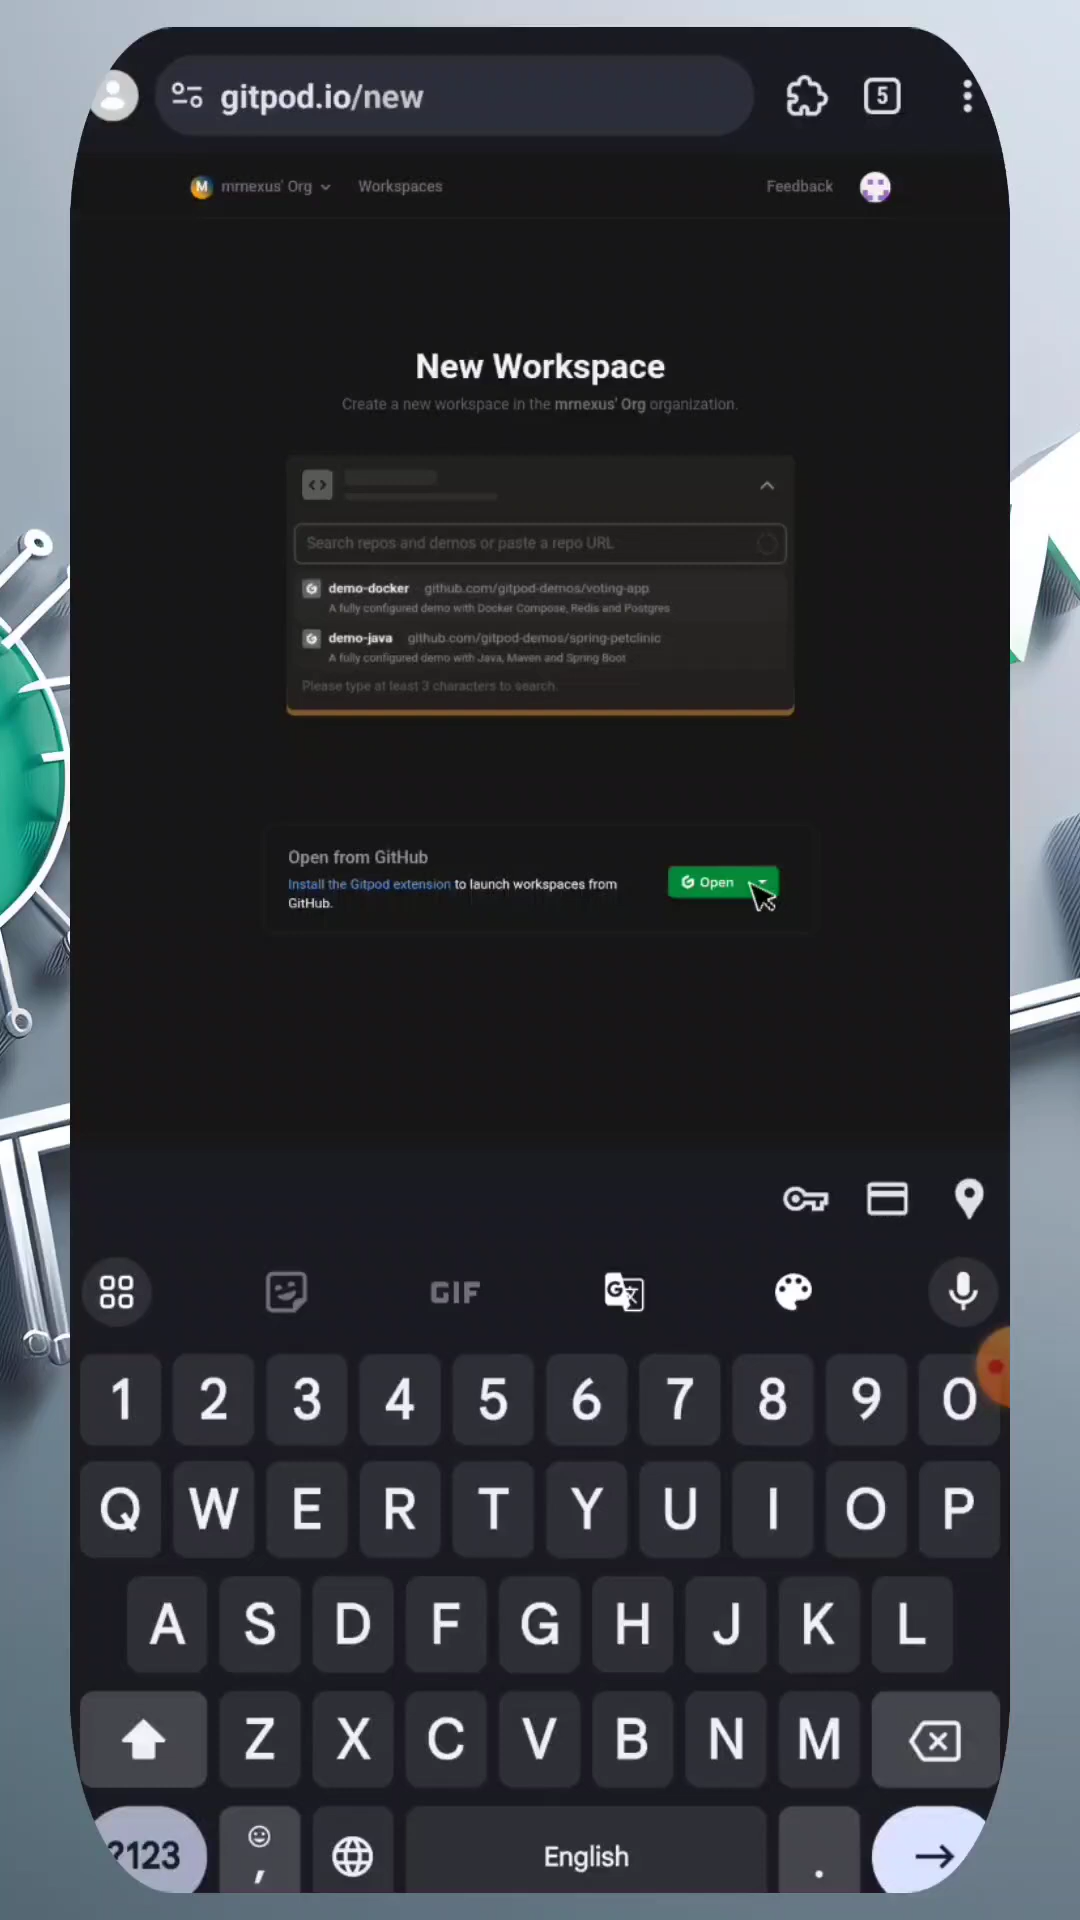 gitpod.io/new
5
M mrnexus' Org
Workspaces
Feedback
New Workspace
Create a new workspace in the mrnexus' Org organization.
Search repos and demos or paste a repo URL
demo-docker · github.com/gitpod-demos/voting-app
A fully configured demo with Docker Compose, Redis and Postgres
demo-java · github.com/gitpod-demos/spring-petclinic
A fully configured demo with Java, Maven and Spring Boot
Please type at least 3 characters to search.
Open from GitHub
Install the Gitpod extension to launch workspaces from
GitHub.
Open
GIF
1 2 3 4 5 6 7 8 9 0
Q W E R T Y U I O P
A S D F G H J K L
Z X C V B N M
?123 , English .